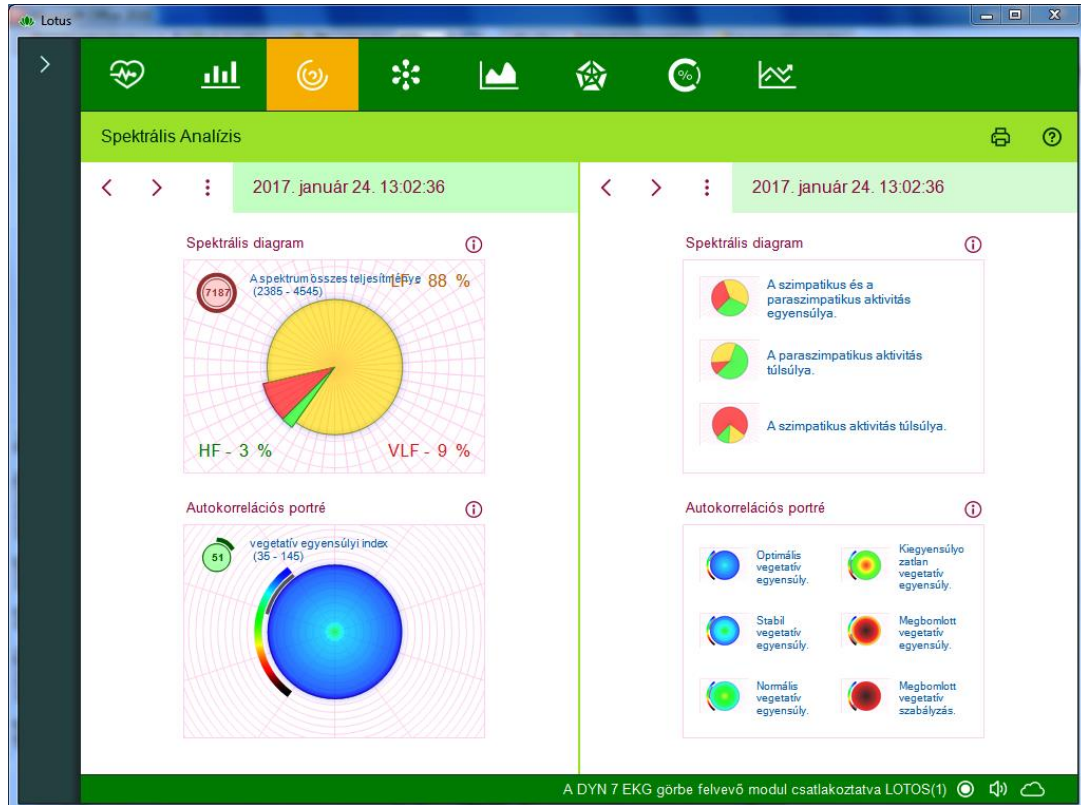 Lotus
Spektrális Analízis
2017. január 24. 13:02:36
2017. január 24. 13:02:36
Spektrális diagram
7187
A spektrum összes teljesítménye
(2385 - 4545)
LF - 88 %
HF - 3 %
VLF - 9 %
Autokorrelációs portré
51
vegetatív egyensúlyi index
(35 - 145)
Spektrális diagram
A szimpatikus és a
paraszimpatikus aktivitás
egyensúlya.
A paraszimpatikus aktivitás
túlsúlya.
A szimpatikus aktivitás túlsúlya.
Autokorrelációs portré
Optimális
vegetatív
egyensúly.
Kiegyensúlyo
zatlan
vegetatív
egyensúly.
Stabil
vegetatív
egyensúly.
Megbomlott
vegetatív
egyensúly.
Normális
vegetatív
egyensúly.
Megbomlott
vegetatív
szabályzás.
A DYN 7 EKG görbe felvevő modul csatlakoztatva LOTOS(1)